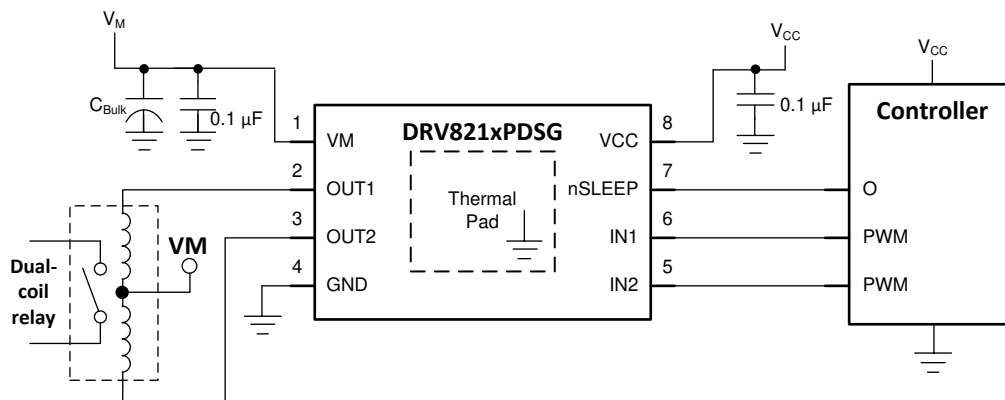 VM
CBulk
0.1 µF
1
2
3
4
DRV821xPDSG
VM
OUT1
OUT2
GND
Thermal
Pad
VCC
nSLEEP
IN1
IN2
8
7
6
5
VCC
0.1 µF
VCC
Controller
O
PWM
PWM
VM
Dual-
coil
relay